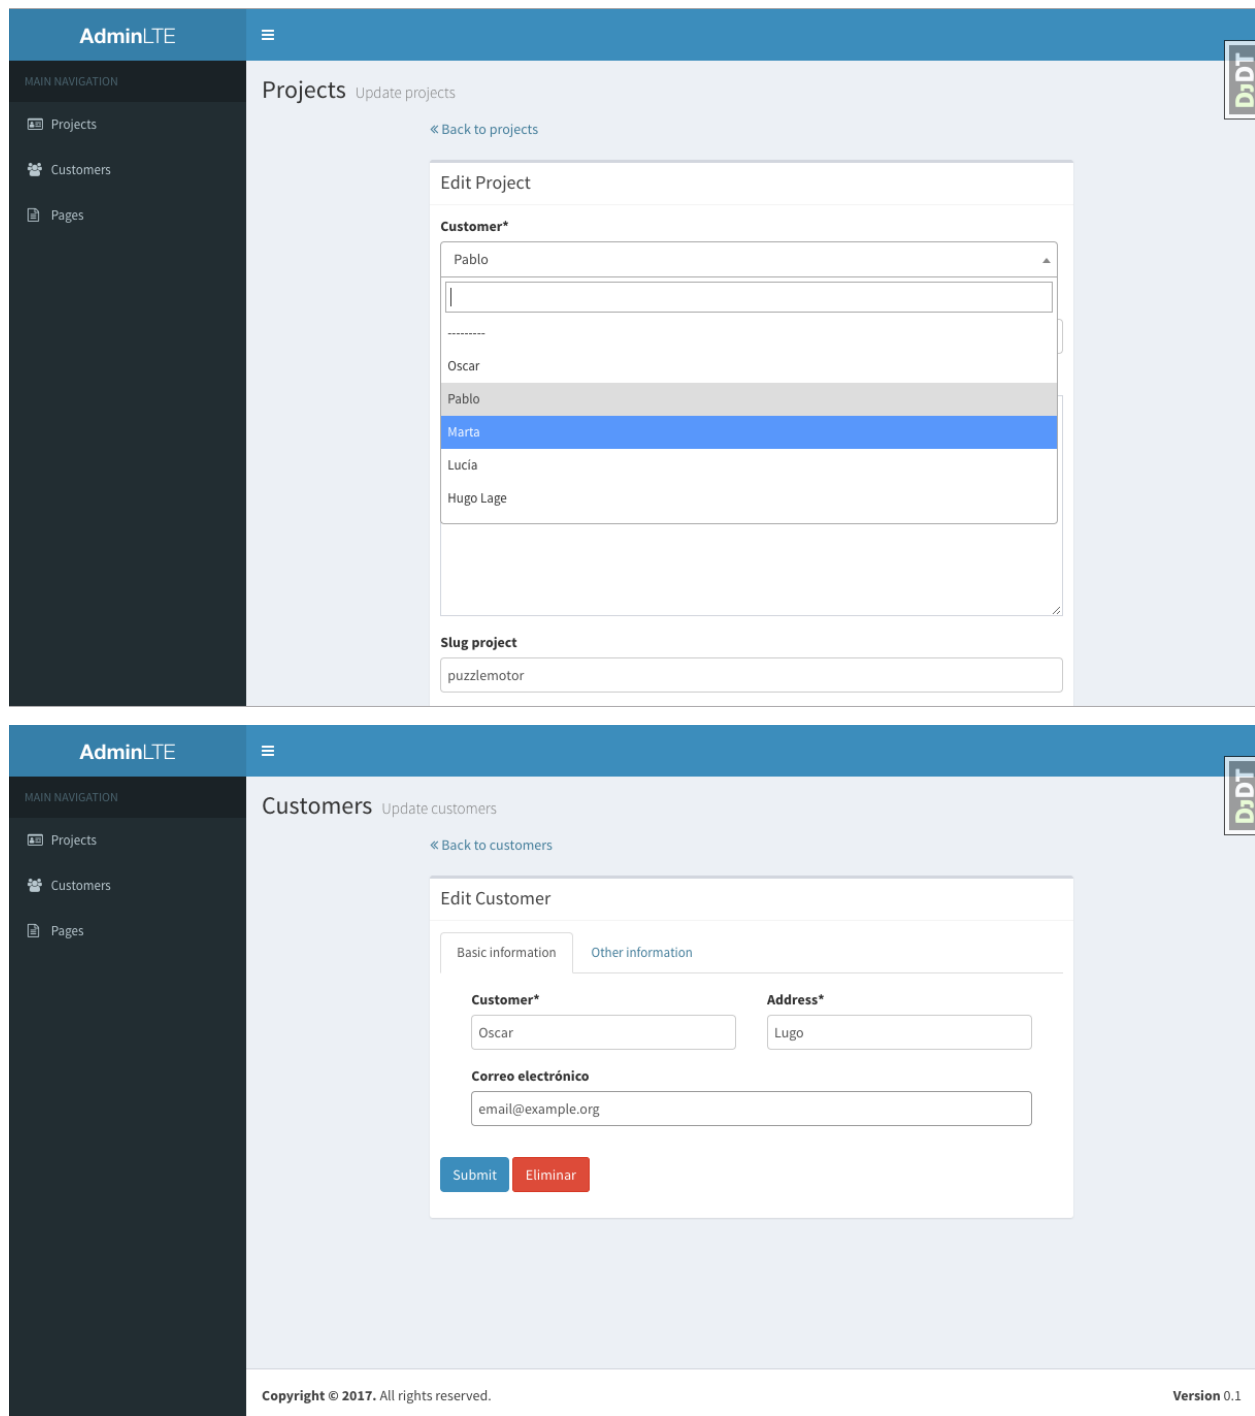 AdminLTE
MAIN NAVIGATION
Projects
Customers
Pages
Projects Update projects
« Back to projects
Edit Project
Customer*
Pablo
---------
Oscar
Pablo
Marta
Lucía
Hugo Lage
Slug project
puzzlemotor
DJDT
AdminLTE
MAIN NAVIGATION
Projects
Customers
Pages
Customers Update customers
« Back to customers
Edit Customer
Basic information Other information
Customer* Address*
Oscar Lugo
Correo electrónico
email@example.org
Submit Eliminar
DJDT
Copyright © 2017. All rights reserved. Version 0.1